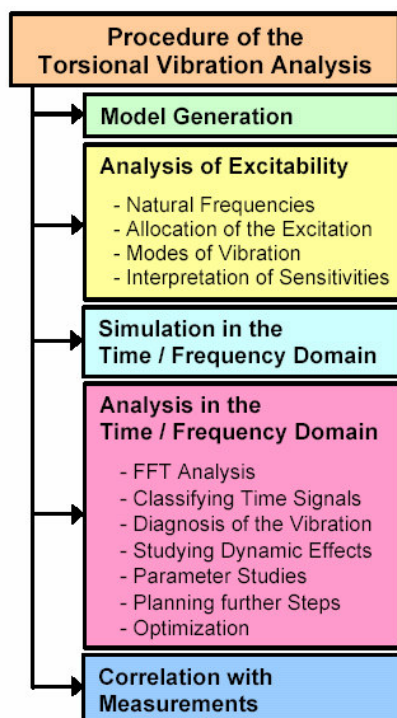 Procedure of the
Torsional Vibration Analysis
Model Generation
Analysis of Excitability
- Natural Frequencies
- Allocation of the Excitation
- Modes of Vibration
- Interpretation of Sensitivities
Simulation in the
Time / Frequency Domain
Analysis in the
Time / Frequency Domain
- FFT Analysis
- Classifying Time Signals
- Diagnosis of the Vibration
- Studying Dynamic Effects
- Parameter Studies
- Planning further Steps
- Optimization
Correlation with
Measurements